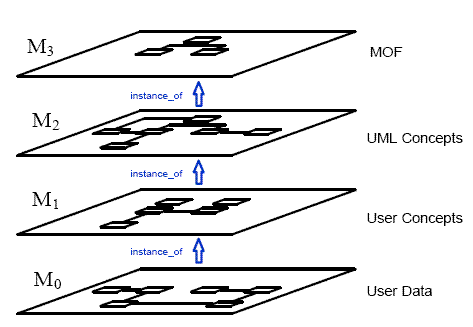 M3
MOF
instance_of
M2
UML Concepts
instance_of
M1
User Concepts
instance_of
M0
User Data